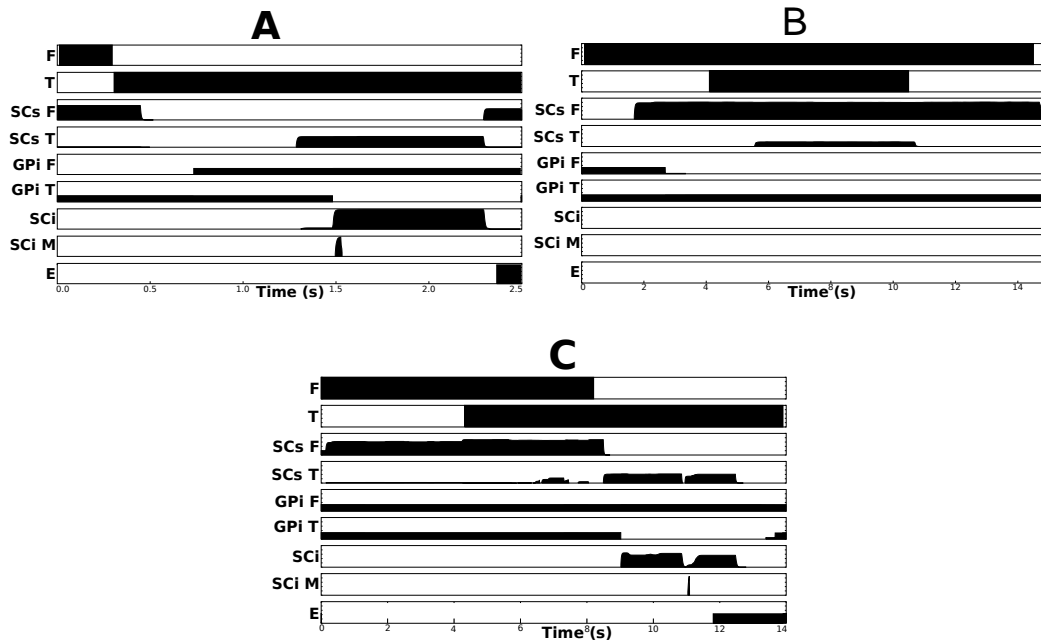 A
F
T
SCs F
SCs T
GPi F
GPi T
SCi
SCi M
E
0.0 0.5 1.0 1.5 2.0 2.5
Time (s)
B
F
T
SCs F
SCs T
GPi F
GPi T
SCi
SCi M
E
0 2 4 6 8 10 12 14
Time (s)
C
F
T
SCs F
SCs T
GPi F
GPi T
SCi
SCi M
E
0 2 4 6 8 10 12 14
Time (s)